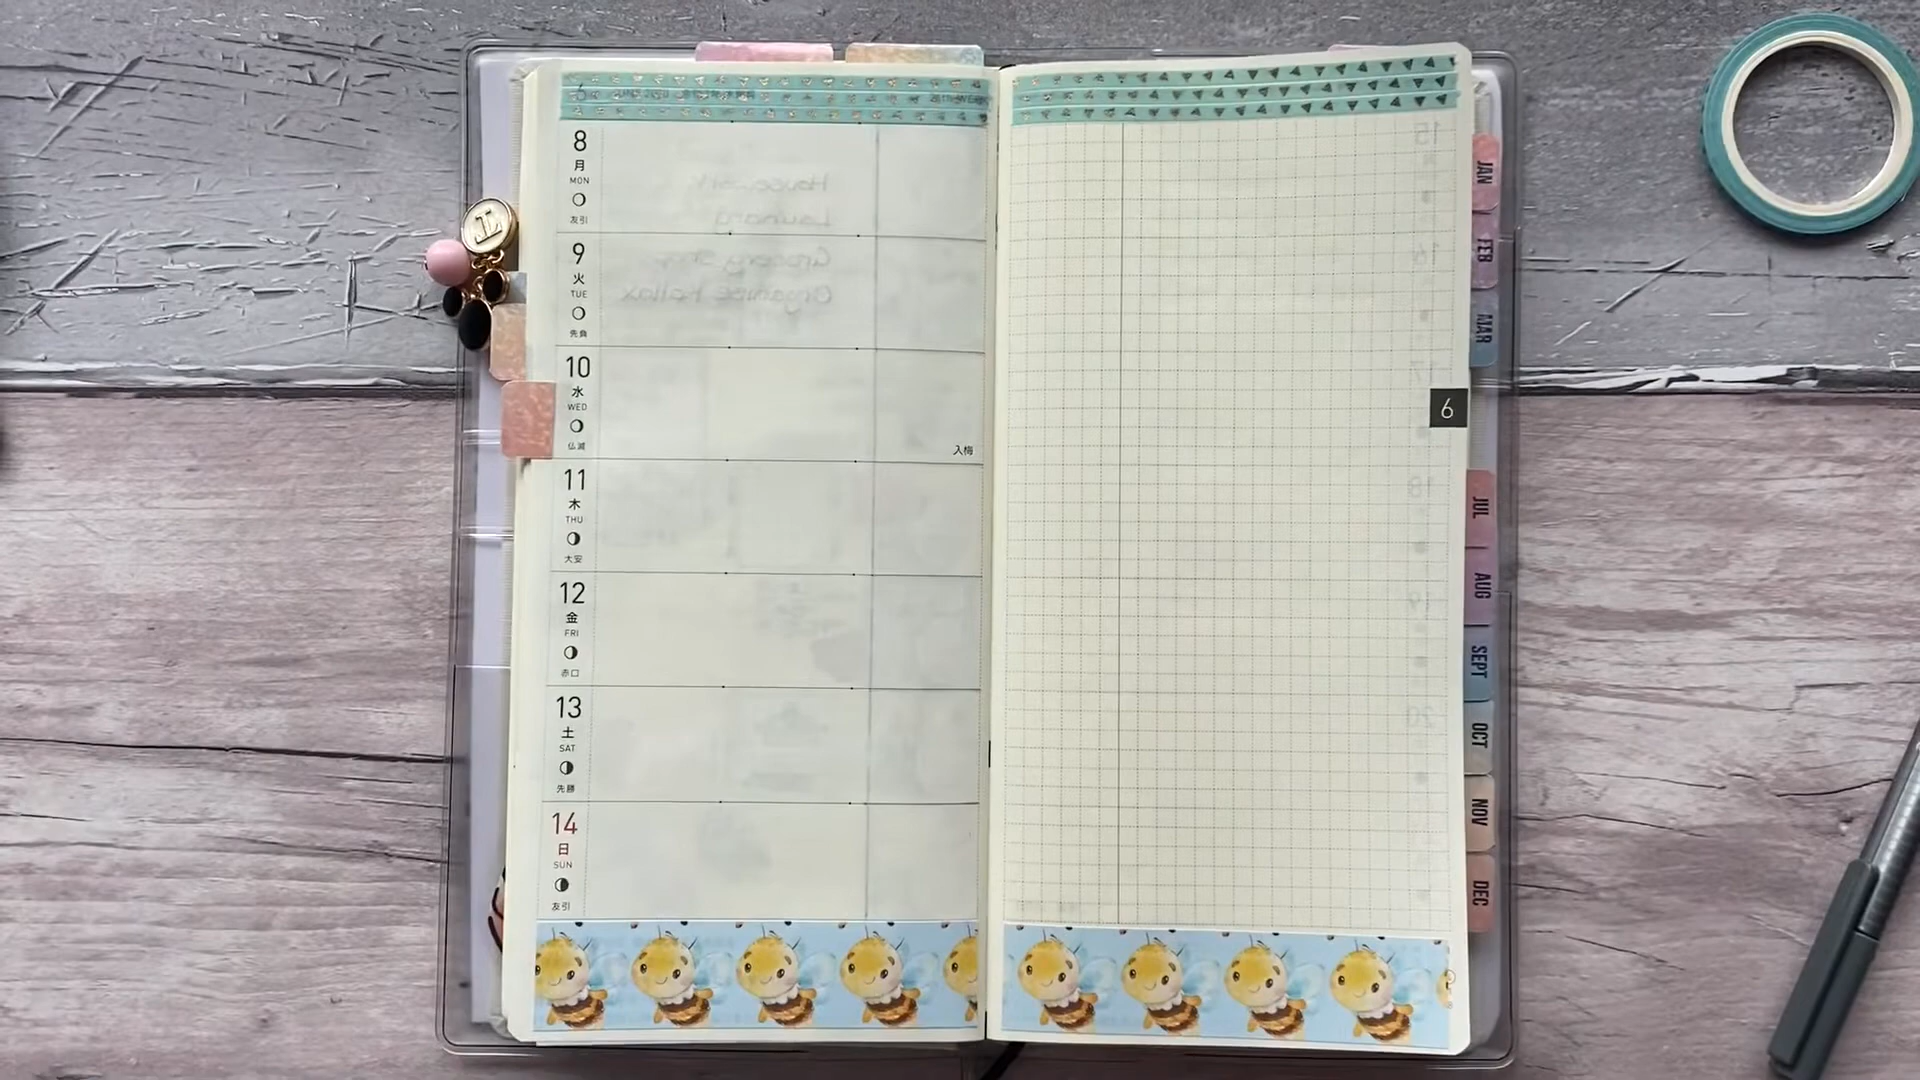 8
月
MON
友引
9
火
TUE
先負
10
水
WED
仏滅
入梅
11
木
THU
大安
12
金
FRI
赤口
13
土
SAT
先勝
14
日
SUN
友引
6
JAN
FEB
MAR
JUL
AUG
SEPT
OCT
NOV
DEC